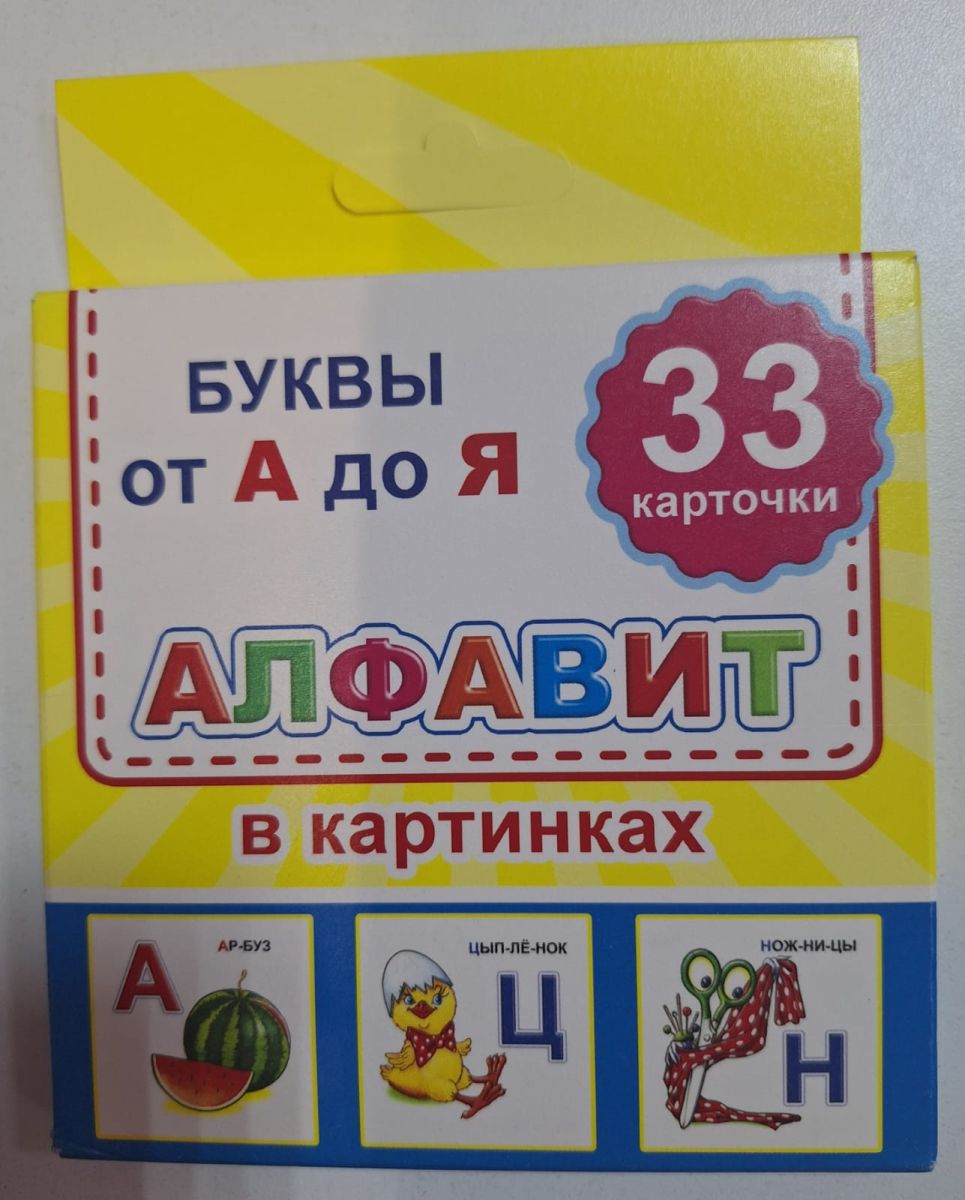 БУКВЫ
от А до Я
33
карточки
АЛФАВИТ
в картинках
А
АР-БУЗ
ЦЫП-ЛЁ-НОК
Ц
НОЖ-НИ-ЦЫ
Н